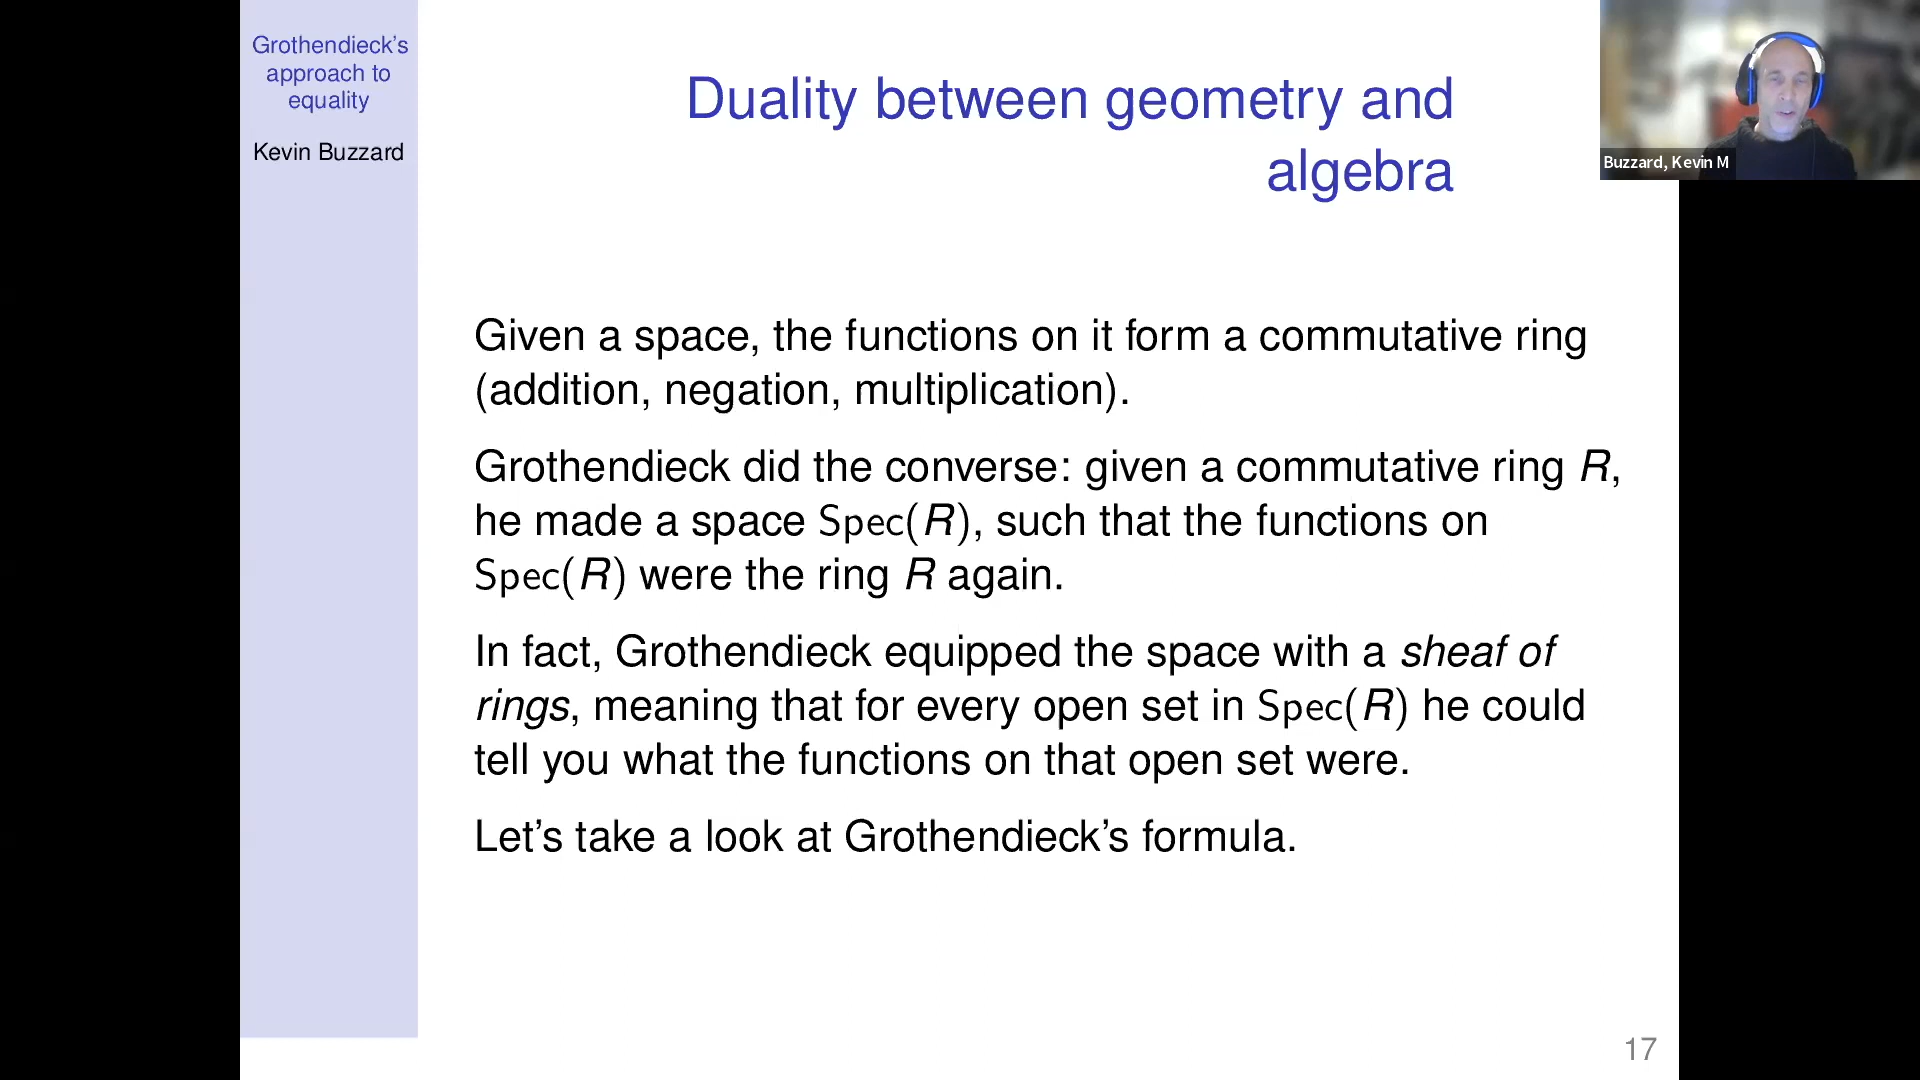 Grothendieck's
approach to
equality
Kevin Buzzard
Duality between geometry and
algebra
Buzzard, Kevin M
Given a space, the functions on it form a commutative ring
(addition, negation, multiplication).
Grothendieck did the converse: given a commutative ring R,
he made a space Spec(R), such that the functions on
Spec(R) were the ring R again.
In fact, Grothendieck equipped the space with a sheaf of
rings, meaning that for every open set in Spec(R) he could
tell you what the functions on that open set were.
Let's take a look at Grothendieck's formula.
17